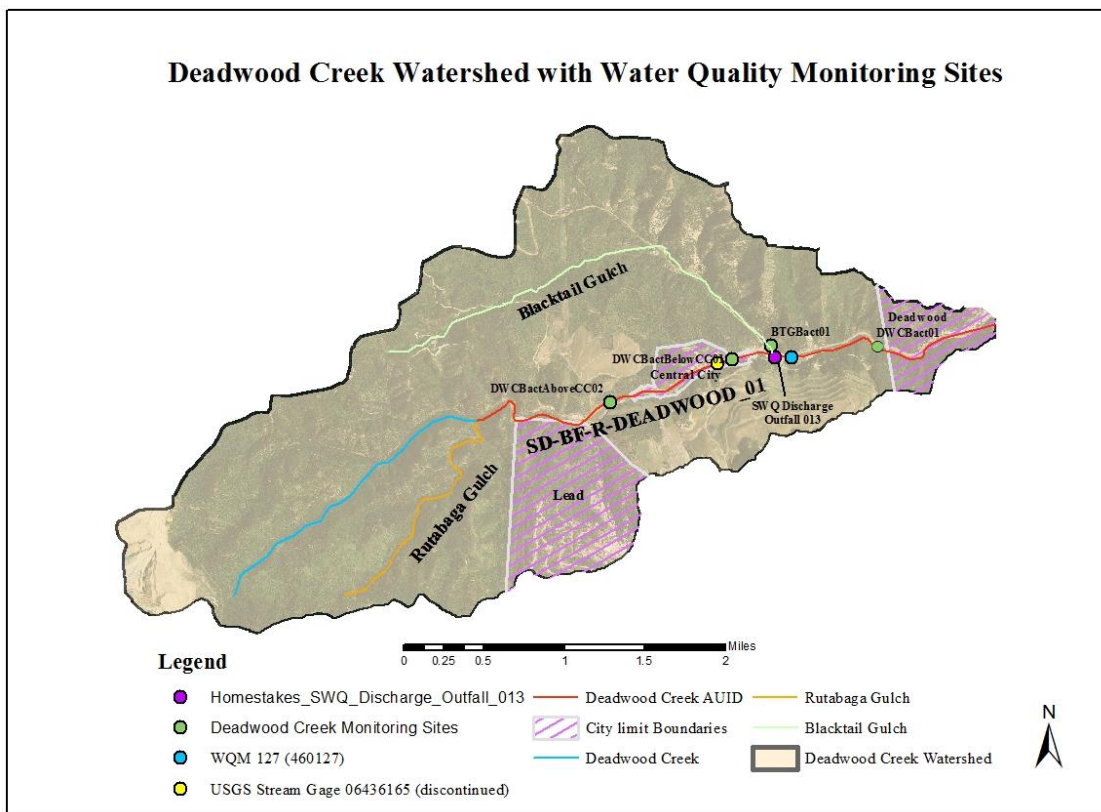 Deadwood Creek Watershed with Water Quality Monitoring Sites
Blacktail Gulch
Deadwood
DWCBact01
BTGBact01
DWCBactBelowCC01
Central City
DWCBactAboveCC02
SD-BF-R-DEADWOOD_01
SWQ Discharge
Outfall 013
Rutabaga Gulch
Lead
Miles
0 0.25 0.5 1 1.5 2
Legend
Homestakes_SWQ_Discharge_Outfall_013
Deadwood Creek Monitoring Sites
WQM 127 (460127)
USGS Stream Gage 06436165 (discontinued)
Deadwood Creek AUID
City limit Boundaries
Deadwood Creek
Rutabaga Gulch
Blacktail Gulch
Deadwood Creek Watershed
N